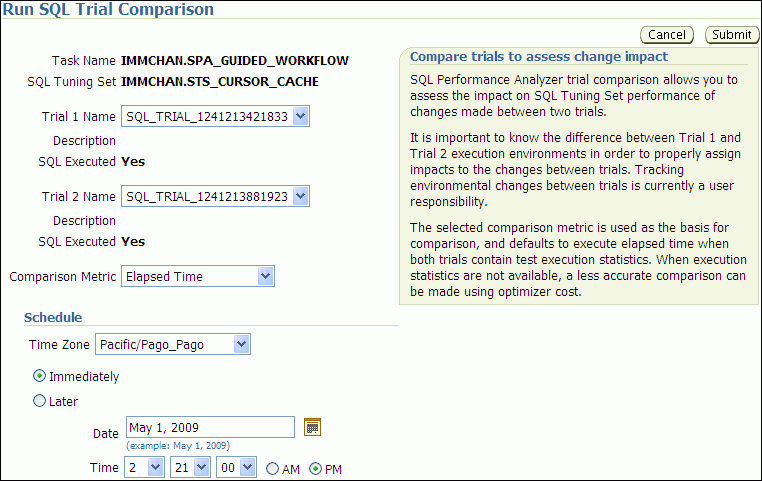 Run SQL Trial Comparison
Cancel Submit
Task Name IMMCHAN.SPA_GUIDED_WORKFLOW
SQL Tuning Set IMMCHAN.STS_CURSOR_CACHE
Trial 1 Name SQL_TRIAL_1241213421833
Description
SQL Executed Yes
Trial 2 Name SQL_TRIAL_1241213881923
Description
SQL Executed Yes
Comparison Metric Elapsed Time
Compare trials to assess change impact
SQL Performance Analyzer trial comparison allows you to
assess the impact on SQL Tuning Set performance of
changes made between two trials.
It is important to know the difference between Trial 1 and
Trial 2 execution environments in order to properly assign
impacts to the changes between trials. Tracking
environmental changes between trials is currently a user
responsibility.
The selected comparison metric is used as the basis for
comparison, and defaults to execute elapsed time when
both trials contain test execution statistics. When execution
statistics are not available, a less accurate comparison can
be made using optimizer cost.
Schedule
Time Zone Pacific/Pago_Pago
Immediately
Later
Date May 1, 2009
(example: May 1, 2009)
Time 2 21 00 AM PM